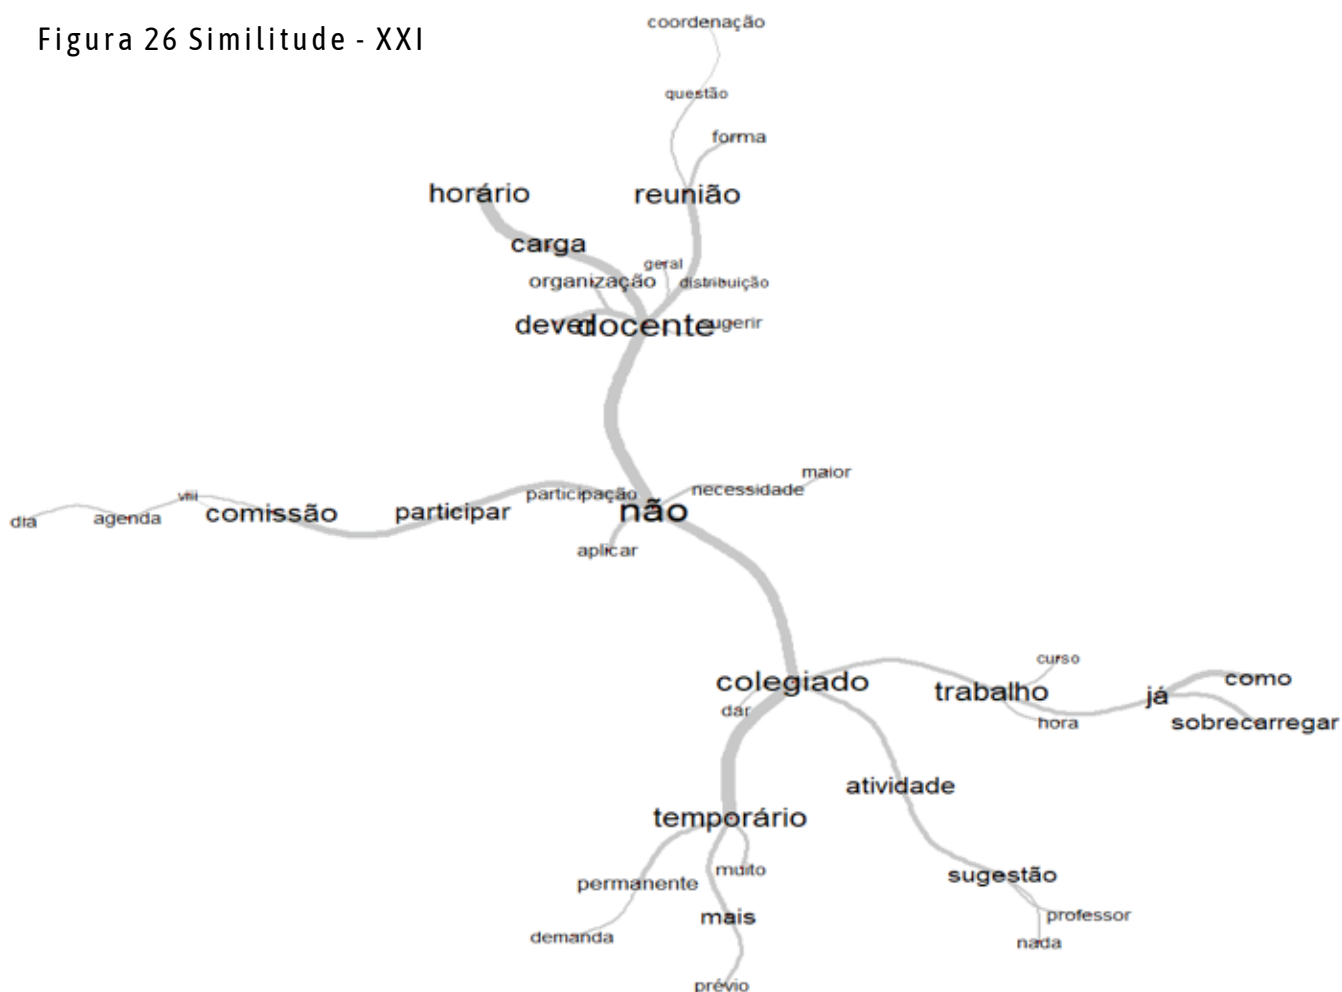 coordenação
Figura 26 Similitude - XXI
questão
forma
horário
reunião
carga
geral
organização
distribuição
dever
docente
sugerir
maior
necessidade
participação
viii
comissão
participar
não
dia
agenda
aplicar
curso
colegiado
como
trabalho
já
dar
hora
sobrecarregar
atividade
temporário
muito
sugestão
permanente
mais
professor
demanda
nada
prévio